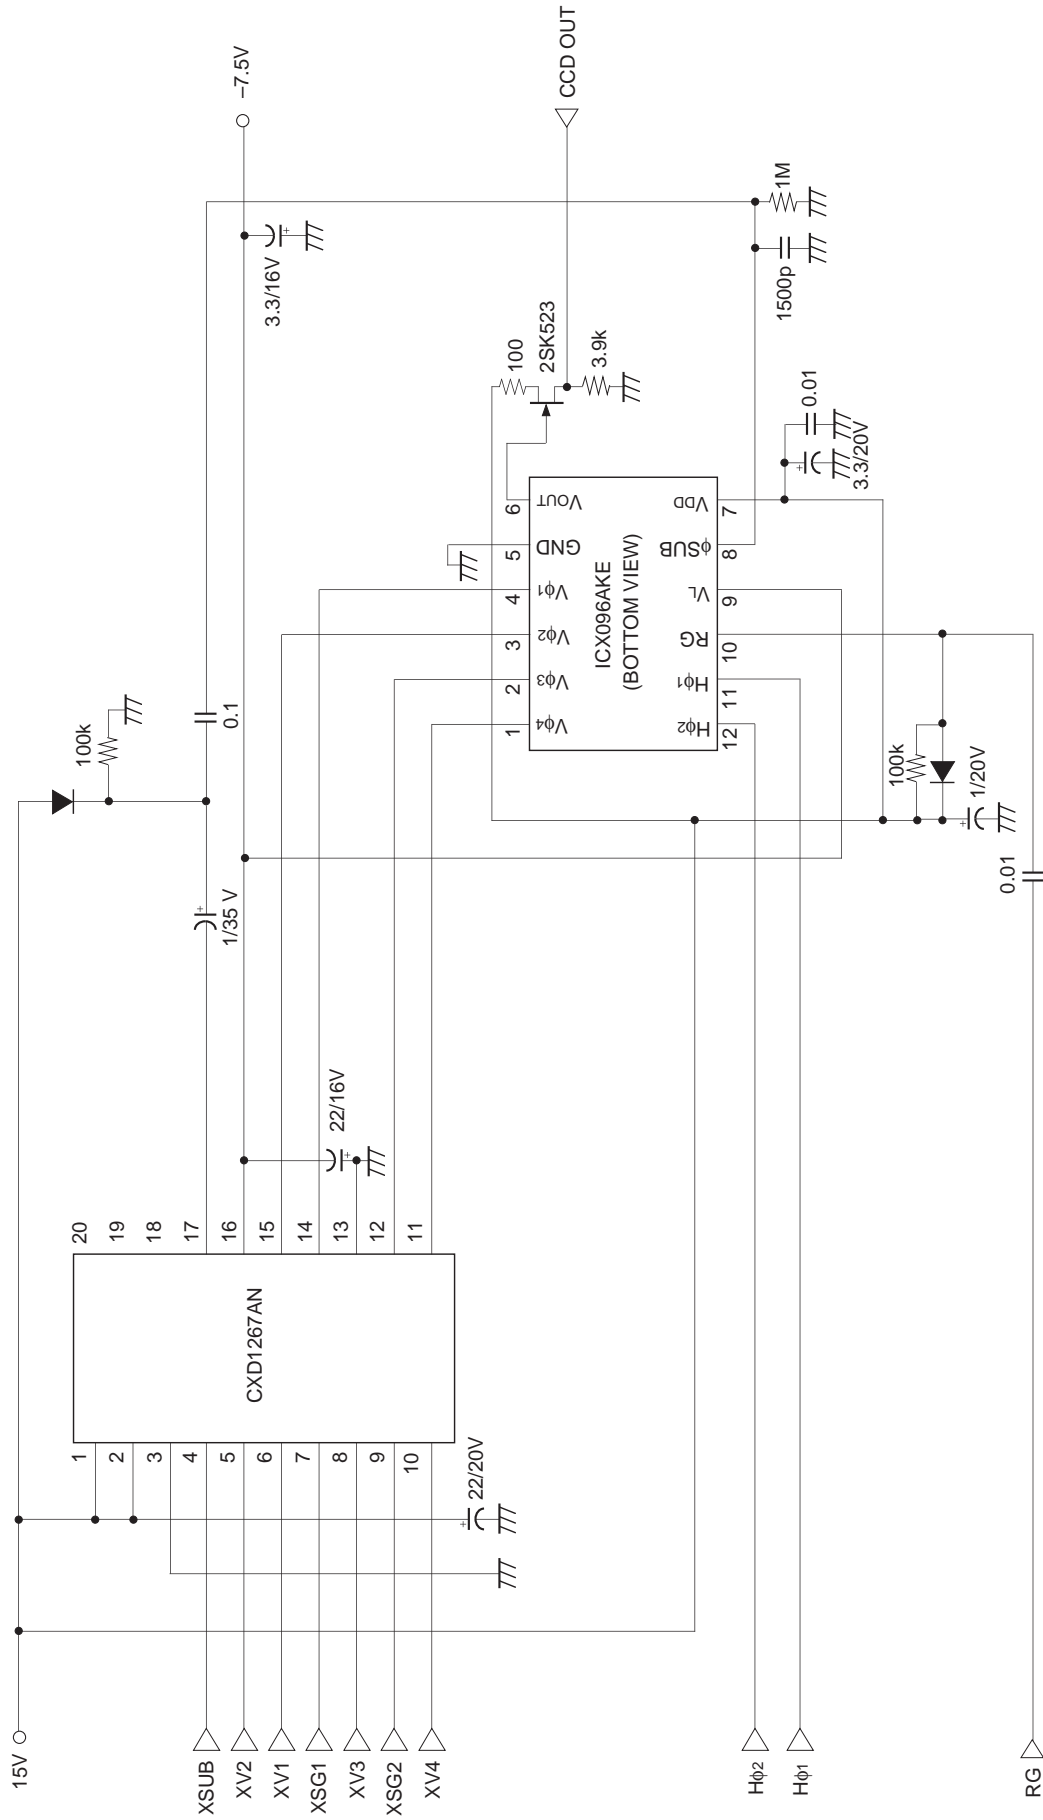 15V
−7.5V
CCD OUT
3.3/16V
1M
1500p
100
2SK523
3.9k
0.01
3.3/20V
100k
0.1
1/35 V
22/16V
20
19
18
17
16
15
14
13
12
11
CXD1267AN
1
2
3
4
5
6
7
8
9
10
22/20V
XSUB
XV2
XV1
XSG1
XV3
XSG2
XV4
6
5
4
3
2
1
VOUT
GND
Vφ1
Vφ2
Vφ3
Vφ4
ICX096AKE
(BOTTOM VIEW)
VDD
φSUB
VL
RG
Hφ1
Hφ2
7
8
9
10
11
12
100k
1/20V
0.01
Hφ2
Hφ1
RG